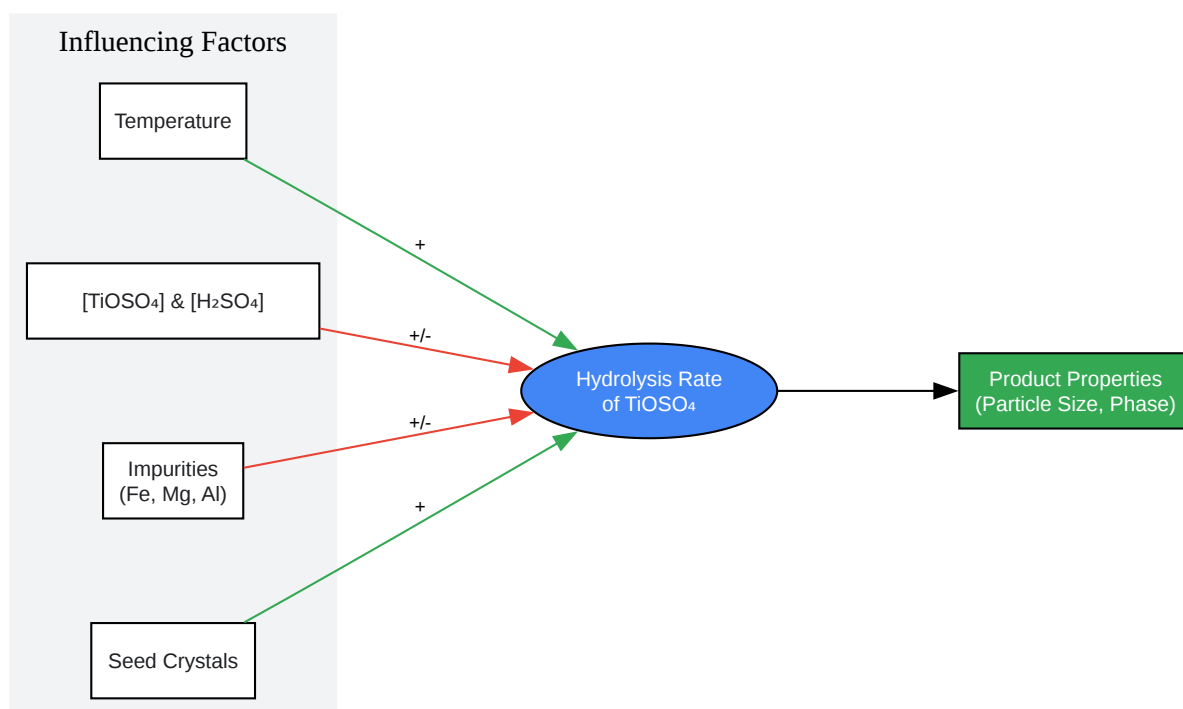 Influencing Factors
Temperature
+
[TiOSO₄] & [H₂SO₄]
+/-
Hydrolysis Rate
of TiOSO₄
Product Properties
(Particle Size, Phase)
+/-
Impurities
(Fe, Mg, Al)
+
Seed Crystals